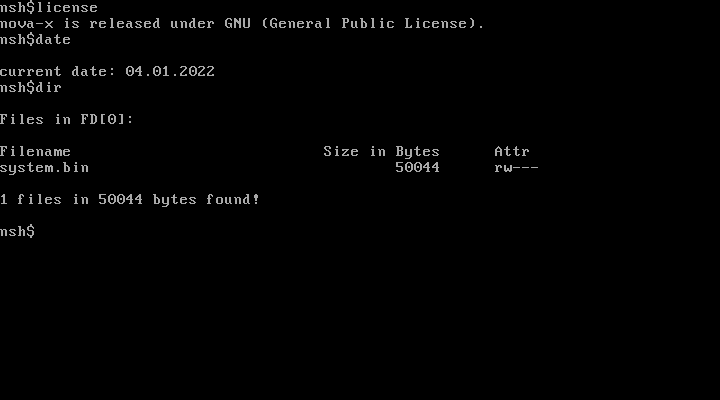 nsh$license
nova-x is released under GNU (General Public License).
nsh$date
current date: 04.01.2022
nsh$dir
Files in FD[0]:
Filename Size in Bytes Attr
system.bin 50044 rw---
1 files in 50044 bytes found!
nsh$